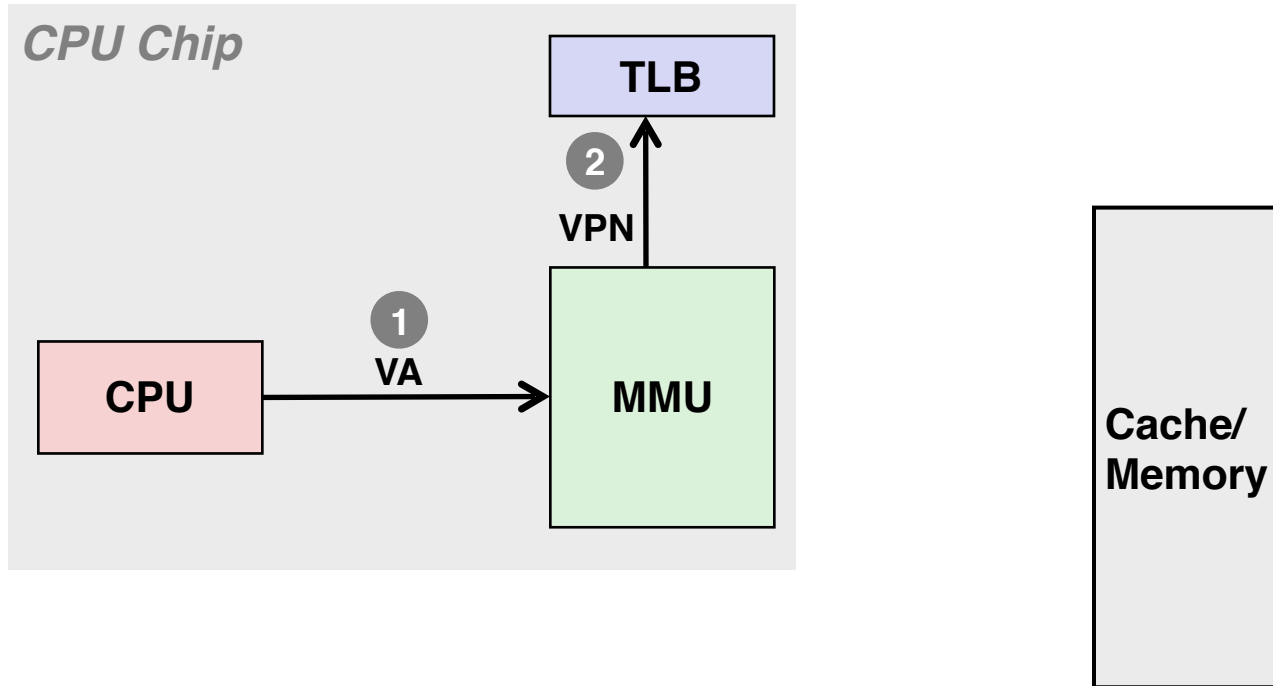 CPU Chip
TLB
2
VPN
1
VA
CPU
MMU
Cache/
Memory